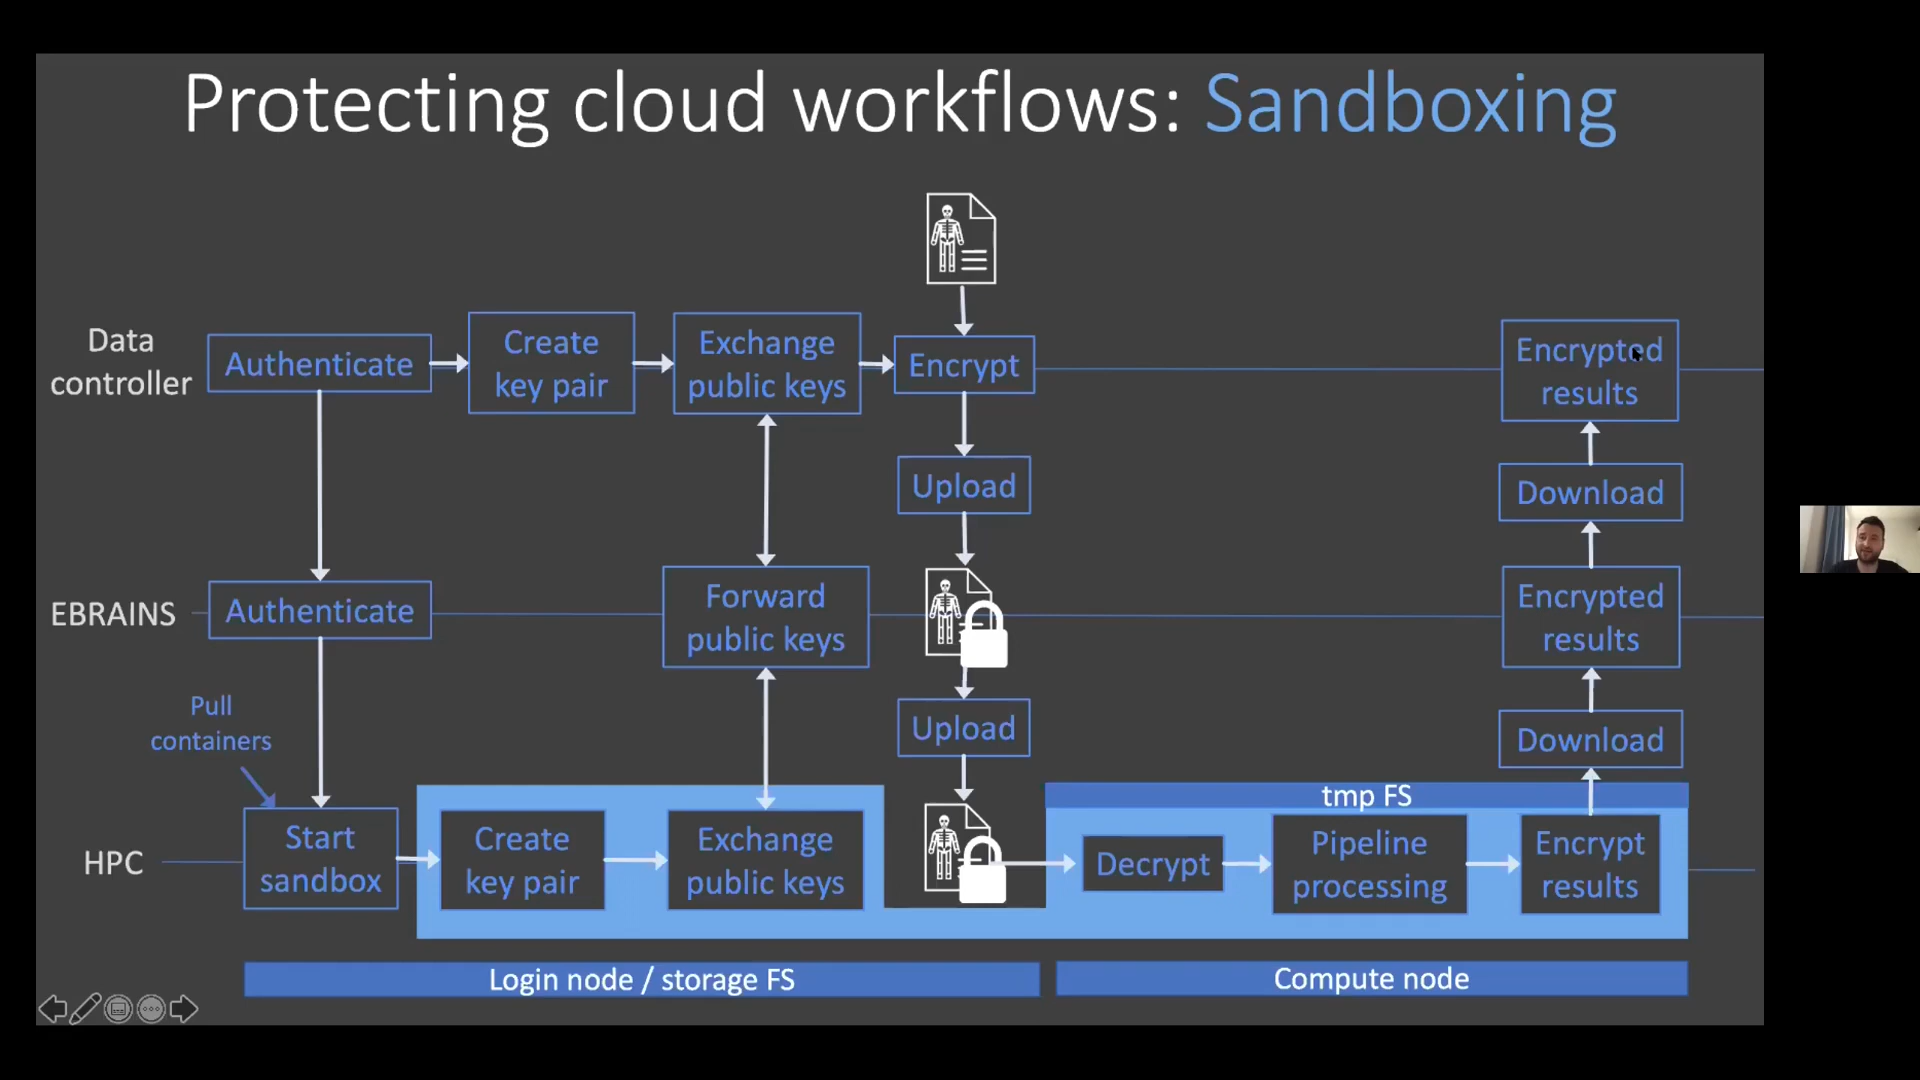 Protecting cloud workflows: Sandboxing
Data
controller
Authenticate
Create
key pair
Exchange
public keys
Encrypt
Encrypted
results
Upload
Download
EBRAINS
Authenticate
Forward
public keys
Encrypted
results
Pull
containers
Upload
Download
HPC
Start
sandbox
Create
key pair
Exchange
public keys
tmp FS
Decrypt
Pipeline
processing
Encrypt
results
Login node / storage FS
Compute node